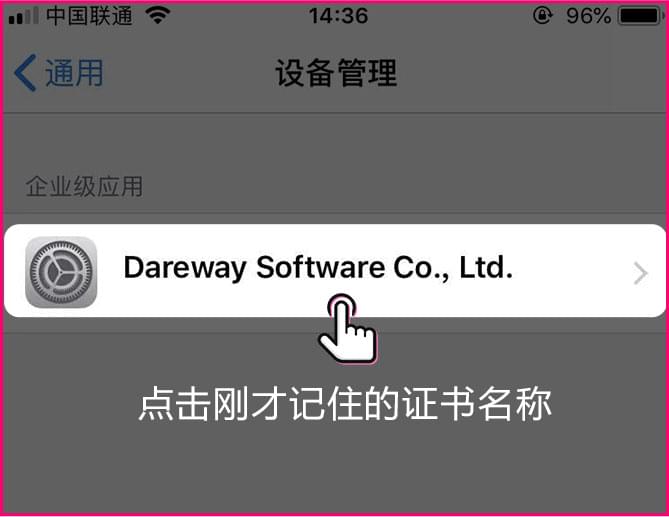 中国联通 14:36 96%
通用 设备管理
企业级应用
Dareway Software Co., Ltd.
点击刚才记住的证书名称